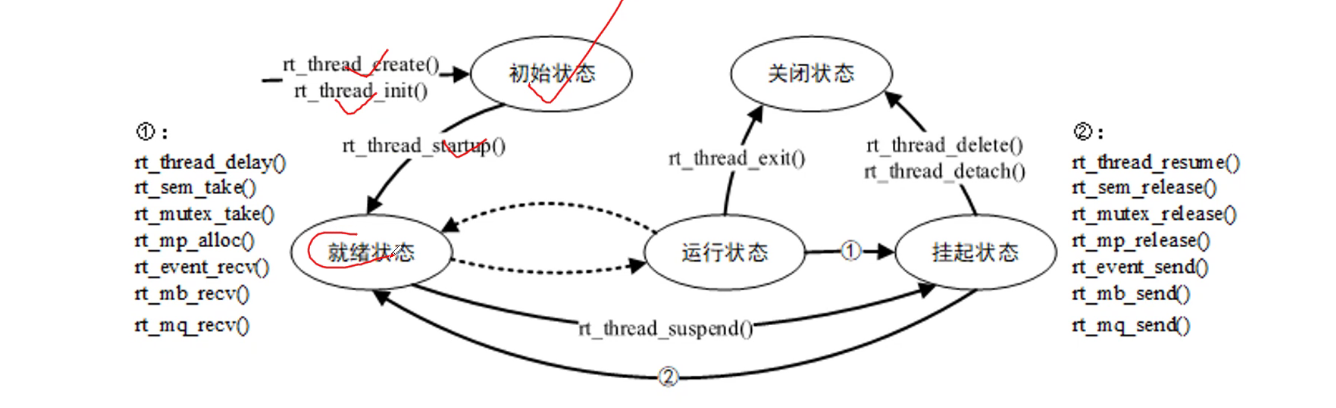 rt_thread_create()
rt_thread_init()
初始状态
关闭状态
①:
rt_thread_delay()
rt_sem_take()
rt_mutex_take()
rt_mp_alloc()
rt_event_recv()
rt_mb_recv()
rt_mq_recv()
rt_thread_startup()
rt_thread_exit()
rt_thread_delete()
rt_thread_detach()
②:
rt_thread_resume()
rt_sem_release()
rt_mutex_release()
rt_mp_release()
rt_event_send()
rt_mb_send()
rt_mq_send()
就绪状态
运行状态
①
挂起状态
rt_thread_suspend()
②